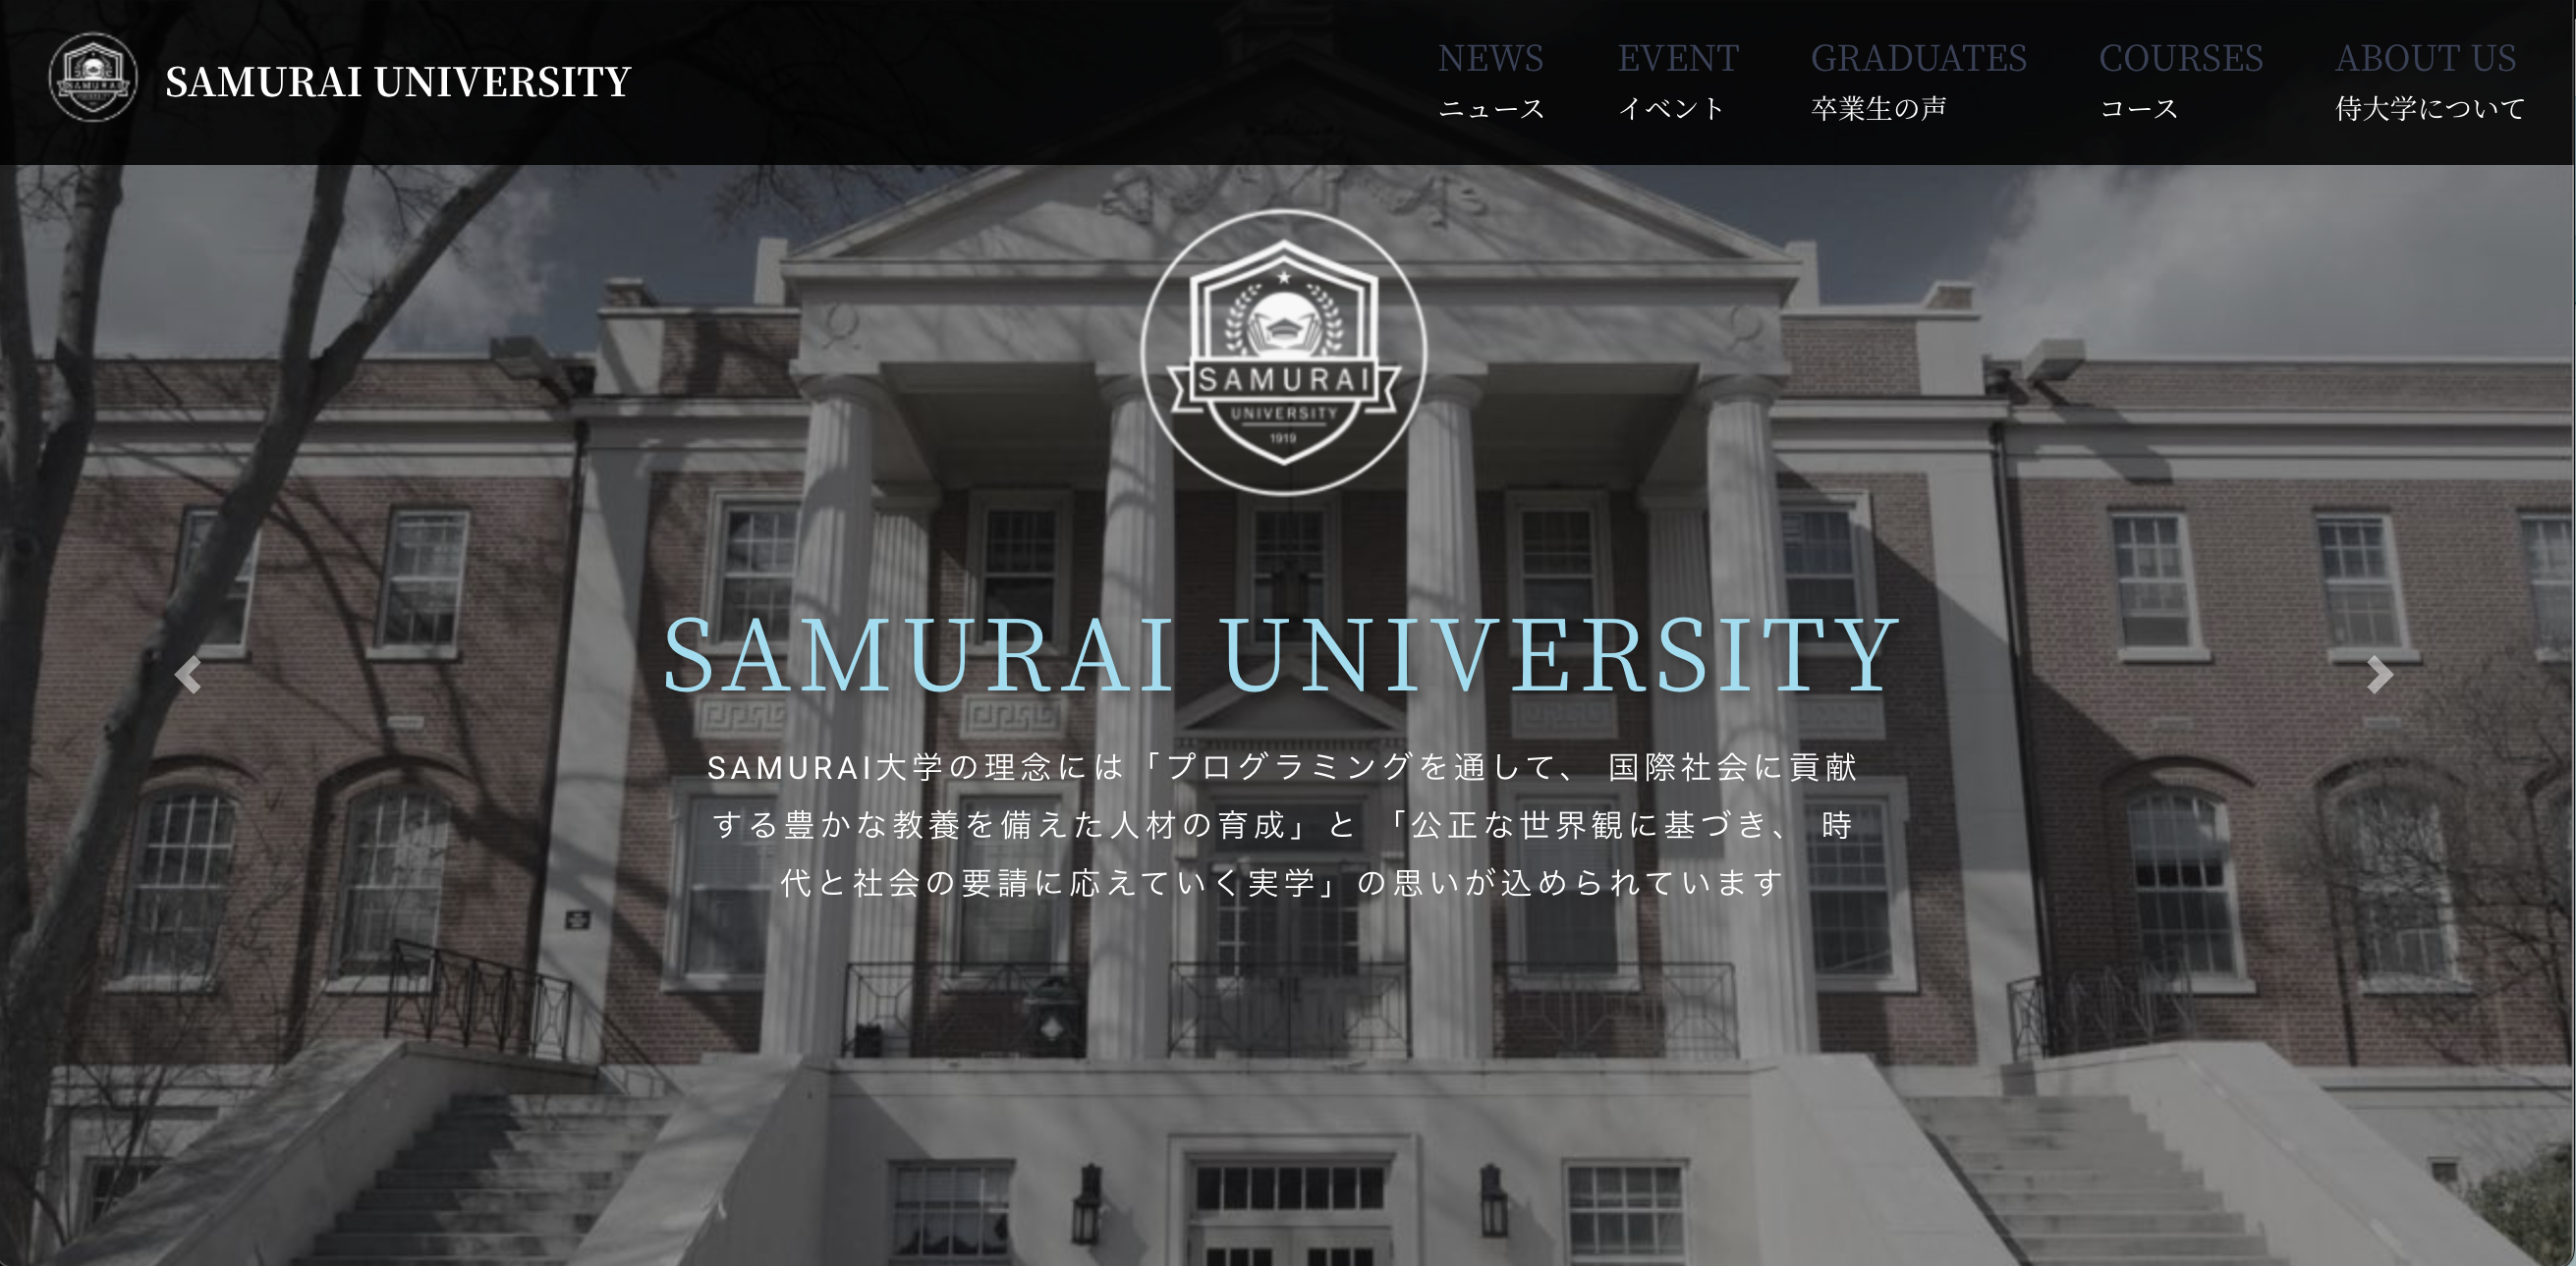 SAMURAI UNIVERSITY
NEWS
ニュース
EVENT
イベント
GRADUATES
卒業生の声
COURSES
コース
ABOUT US
侍大学について
SAMURAI
UNIVERSITY
1919
SAMURAI UNIVERSITY
SAMURAI大学の理念には「プログラミングを通して、 国際社会に貢献
する豊かな教養を備えた人材の育成」と 「公正な世界観に基づき、 時
代と社会の要請に応えていく実学」の思いが込められています